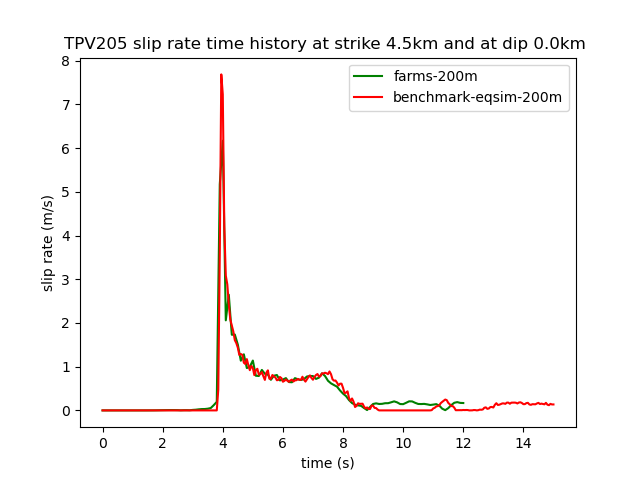 TPV205 slip rate time history at strike 4.5km and at dip 0.0km
farms-200m
benchmark-eqsim-200m
slip rate (m/s)
8
7
6
5
4
3
2
1
0
0 2 4 6 8 10 12 14
time (s)